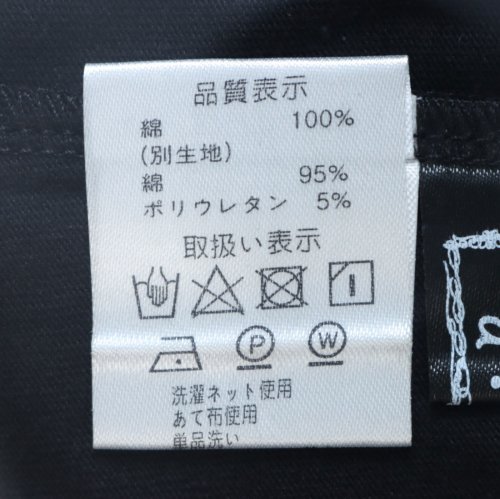 品質表示
綿 100%
(別生地)
綿 95%
ポリウレタン 5%
取扱い表示
P W
洗濯ネット使用
あて布使用
単品洗い
a.